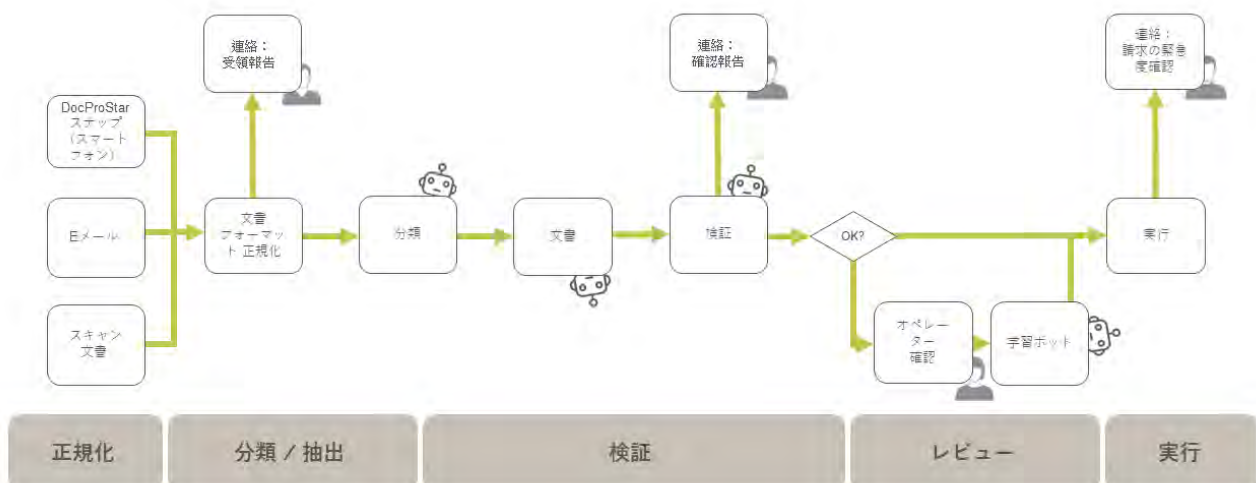 連絡：
受領報告
連絡：
確認報告
連絡：
請求の緊急
度確認
DocProStar
スナップ
（スマート
フォン）
Eメール
スキャン
文書
文書
フォーマッ
ト 正規化
分類
文書
検証
OK?
実行
オペレー
ター
確認
学習ボット
正規化
分類 / 抽出
検証
レビュー
実行